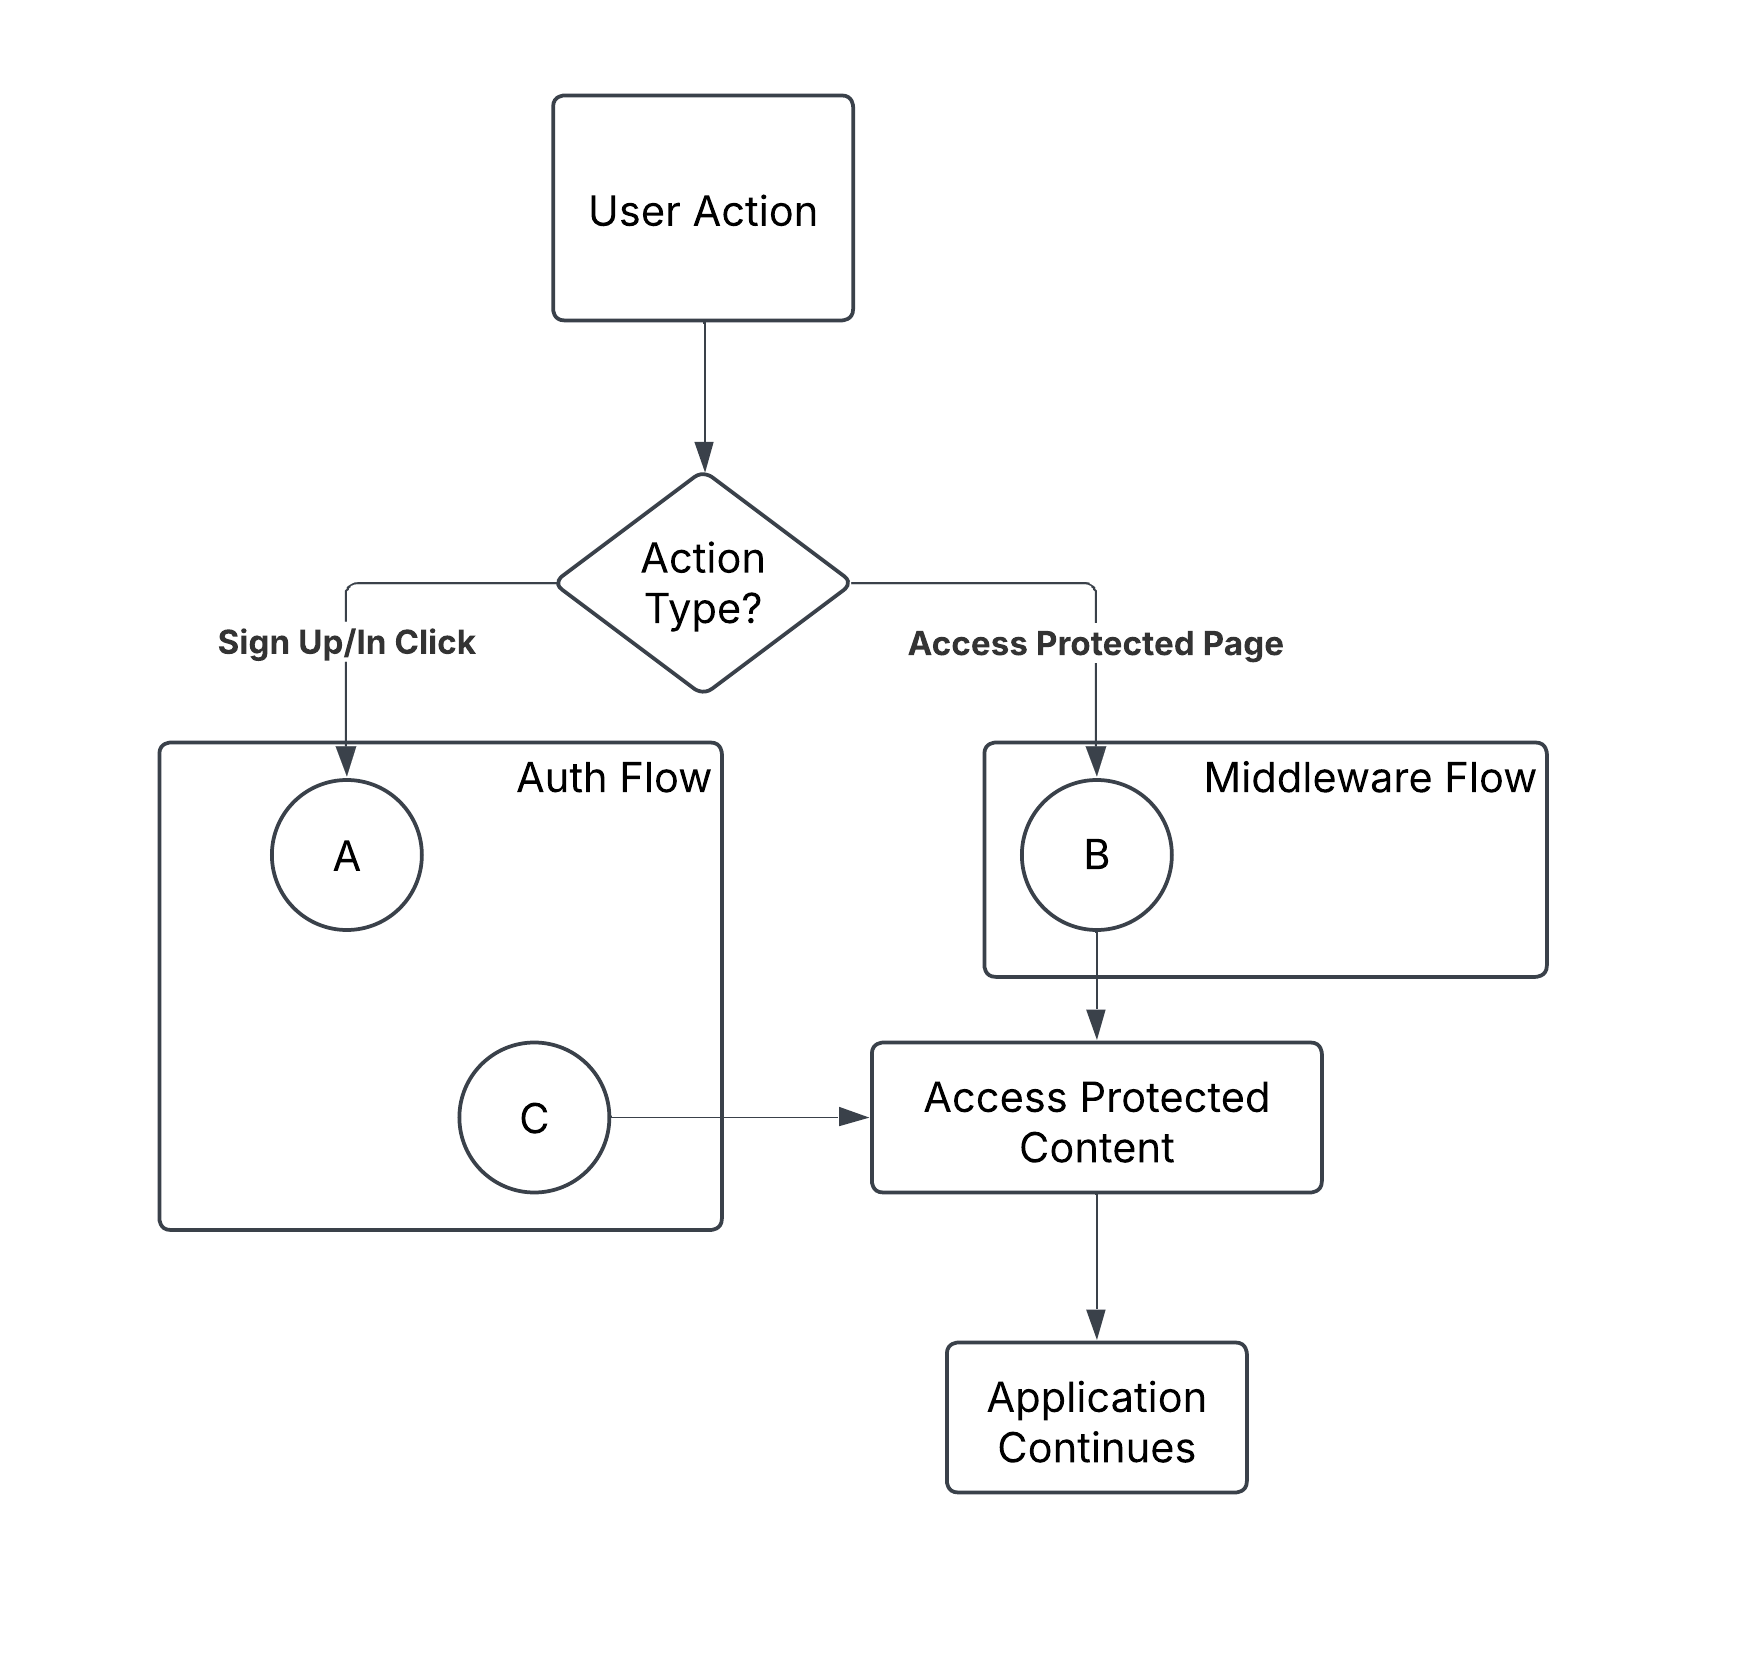 User Action
Action
Type?
Sign Up/In Click
Access Protected Page
Auth Flow
Middleware Flow
A
B
C
Access Protected
Content
Application
Continues